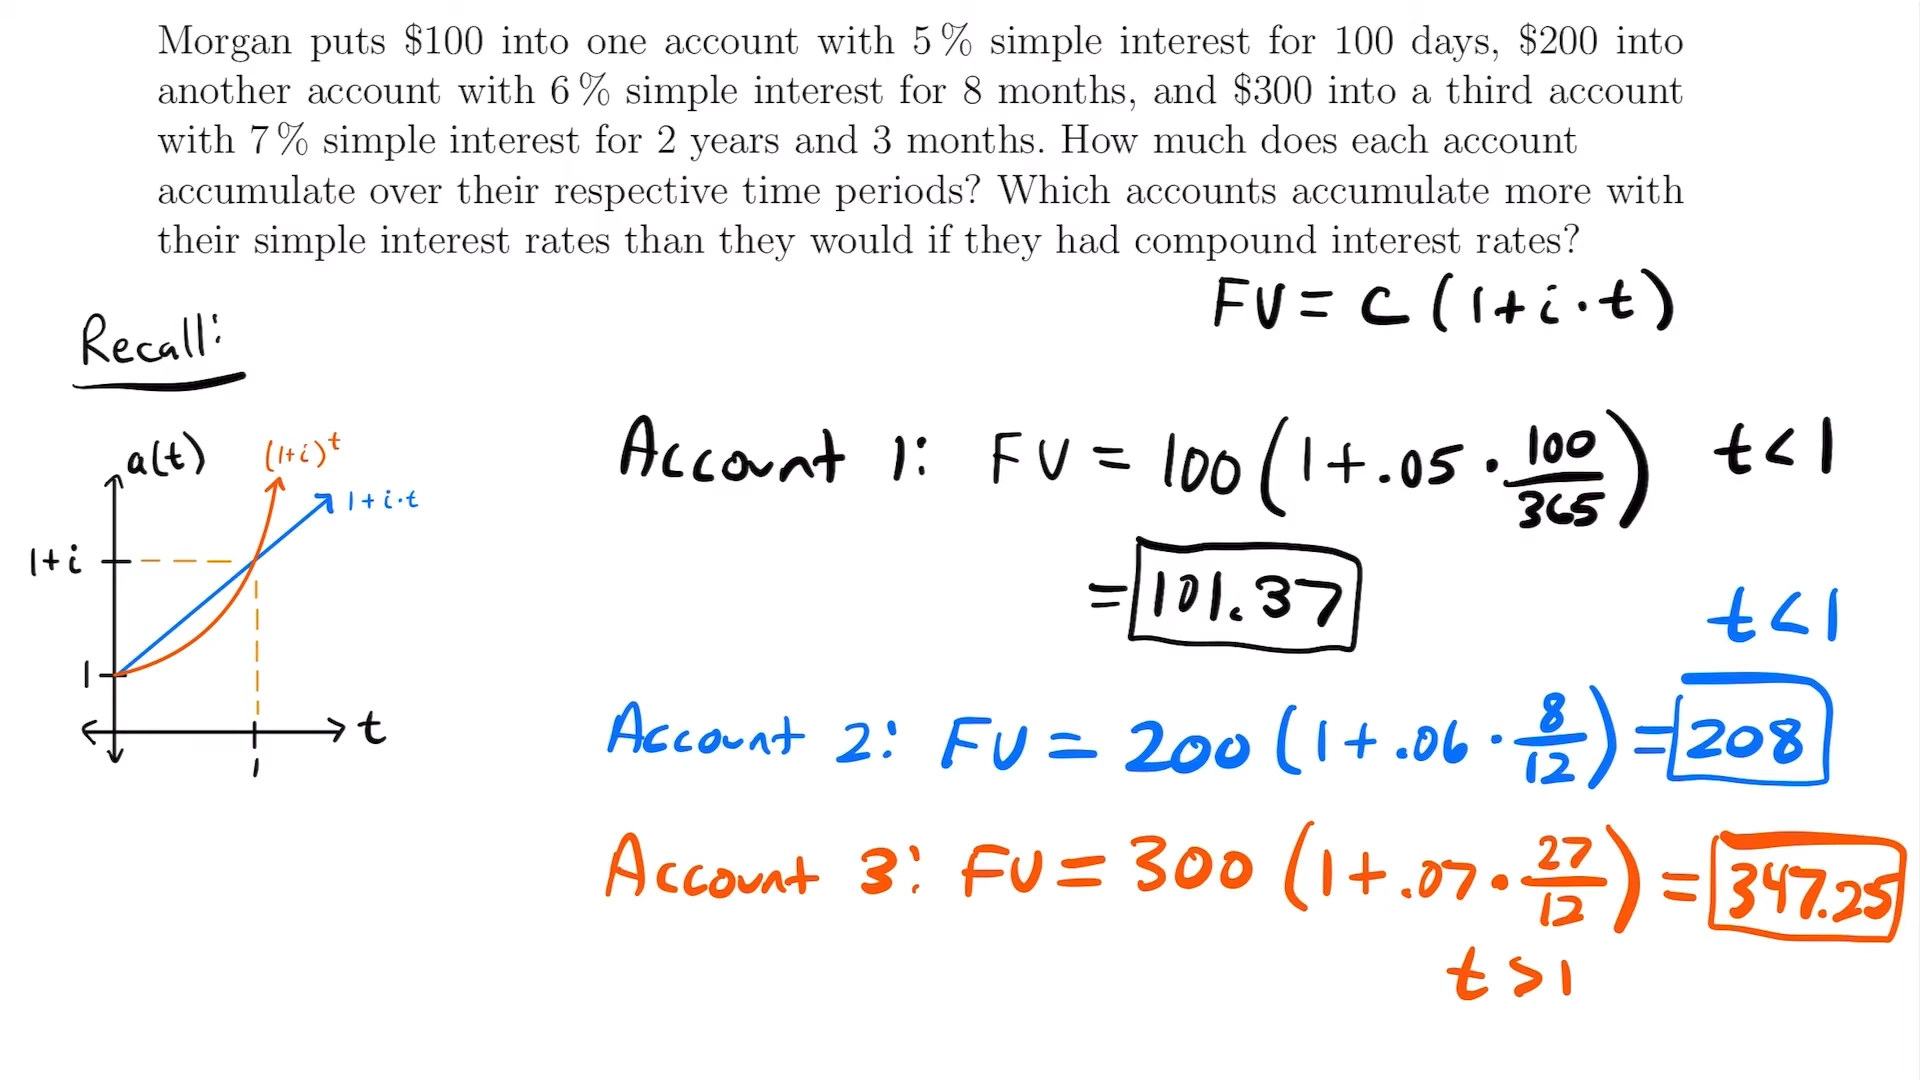 Morgan puts $100 into one account with 5 % simple interest for 100 days, $200 into
another account with 6 % simple interest for 8 months, and $300 into a third account
with 7 % simple interest for 2 years and 3 months. How much does each account
accumulate over their respective time periods? Which accounts accumulate more with
their simple interest rates than they would if they had compound interest rates?
FV = C (1+i·t)
Recall:
a(t)
(1+i)^t
1+i·t
1+i
1
t
1
Account 1: FV = 100 (1+.05 · 100/365) t<1
= 101.37
t<1
Account 2: FV = 200 (1+.06 · 8/12) = 208
Account 3: FV = 300 (1+.07 · 27/12) = 347.25
t>1